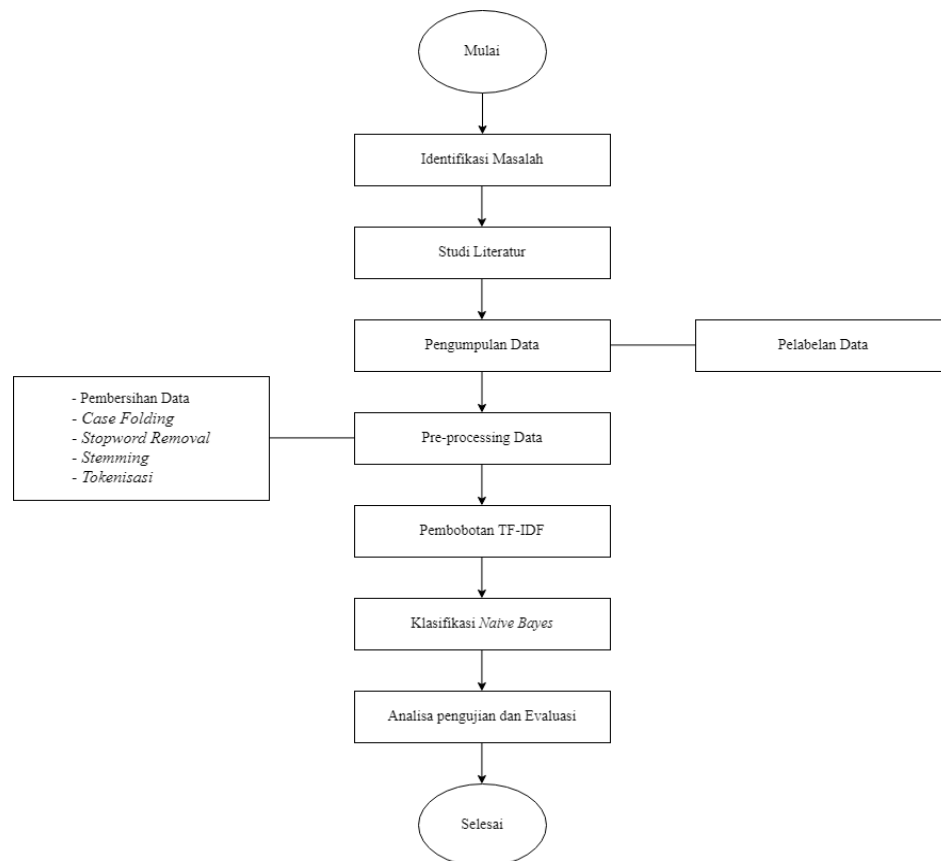 Mulai
Identifikasi Masalah
Studi Literatur
Pengumpulan Data
Pelabelan Data
- Pembersihan Data
- Case Folding
- Stopword Removal
- Stemming
- Tokenisasi
Pre-processing Data
Pembobotan TF-IDF
Klasifikasi Naive Bayes
Analisa pengujian dan Evaluasi
Selesai